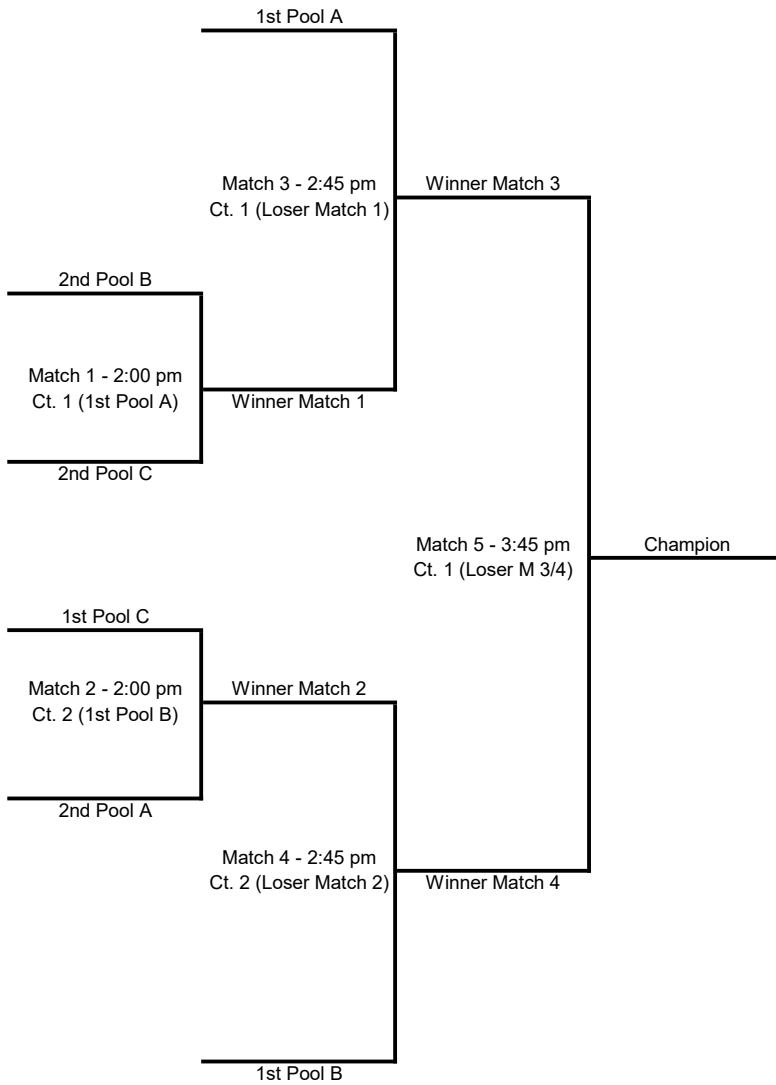 1st Pool A
Match 3 - 2:45 pm
Ct. 1 (Loser Match 1)
Winner Match 3
2nd Pool B
Match 1 - 2:00 pm
Ct. 1 (1st Pool A)
Winner Match 1
2nd Pool C
Match 5 - 3:45 pm
Ct. 1 (Loser M 3/4)
Champion
1st Pool C
Match 2 - 2:00 pm
Ct. 2 (1st Pool B)
Winner Match 2
2nd Pool A
Match 4 - 2:45 pm
Ct. 2 (Loser Match 2)
Winner Match 4
1st Pool B